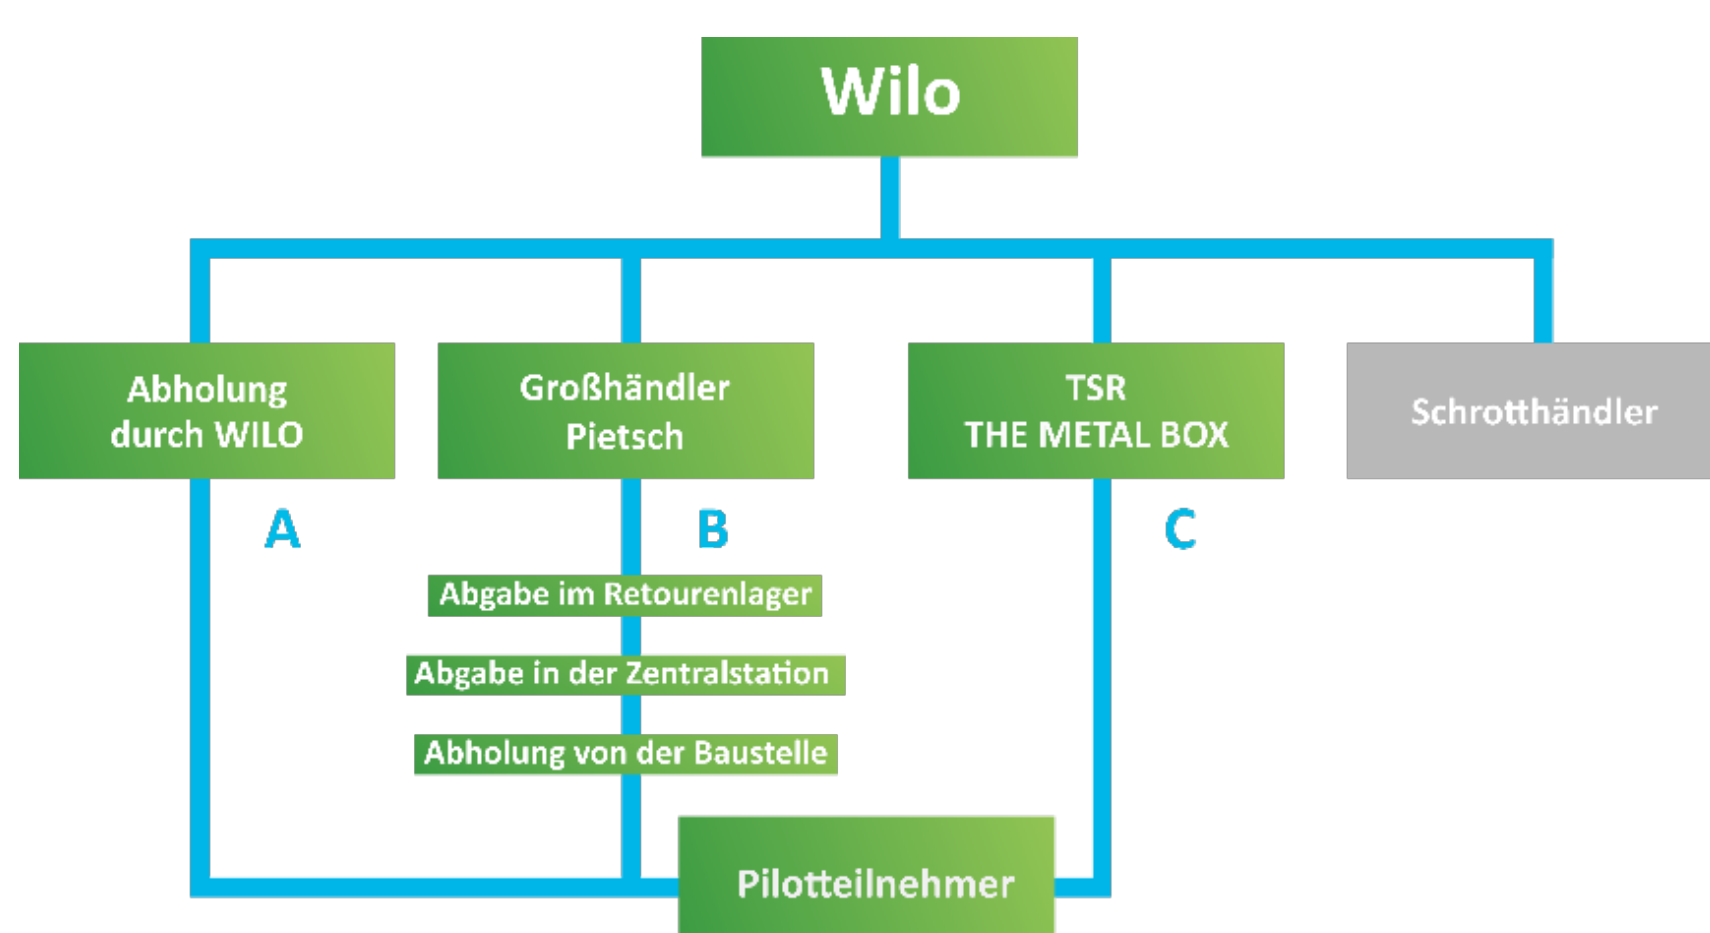 Wilo
Abholung
durch WILO
Großhändler
Pietsch
TSR
THE METAL BOX
Schrotthändler
A
B
C
Abgabe im Retourenlager
Abgabe in der Zentralstation
Abholung von der Baustelle
Pilotteilnehmer